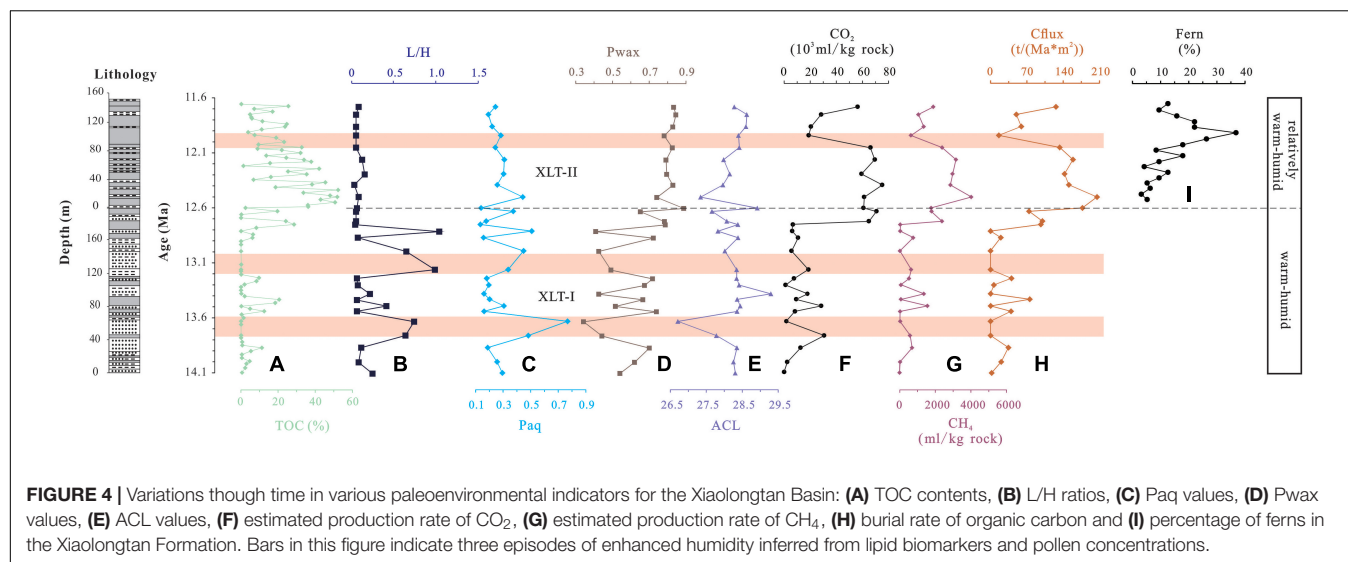 L/H
0 0.5 1.0 1.5
Pwax
0.3 0.5 0.7 0.9
CO₂
(10³ml/kg rock)
0 20 40 60 80
Cflux
(t/(Ma*m²)
0 70 140 210
Fern
(%)
0 10 20 30 40
Lithology
Depth (m)
160
120
80
40
0
160
120
80
40
0
Age (Ma)
11.6
12.1
12.6
13.1
13.6
14.1
XLT-II
XLT-I
relatively
warm-humid
warm-humid
A B C D E F G H I
0 20 40 60
TOC (%)
0.1 0.3 0.5 0.7 0.9
Paq
26.5 27.5 28.5 29.5
ACL
0 2000 4000 6000
CH₄
(ml/kg rock)
FIGURE 4 | Variations though time in various paleoenvironmental indicators for the Xiaolongtan Basin: (A) TOC contents, (B) L/H ratios, (C) Paq values, (D) Pwax
values, (E) ACL values, (F) estimated production rate of CO₂, (G) estimated production rate of CH₄, (H) burial rate of organic carbon and (I) percentage of ferns in
the Xiaolongtan Formation. Bars in this figure indicate three episodes of enhanced humidity inferred from lipid biomarkers and pollen concentrations.